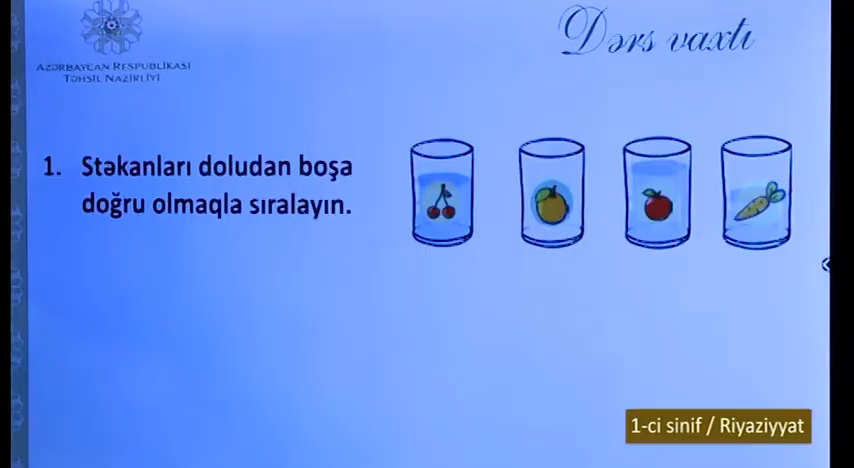 AZƏRBAYCAN RESPUBLİKASI
TƏHSİL NAZİRLİYİ
Dərs vaxtı
1. Stəkanları doludan boşa
doğru olmaqla sıralayın.
1-ci sinif / Riyaziyyat